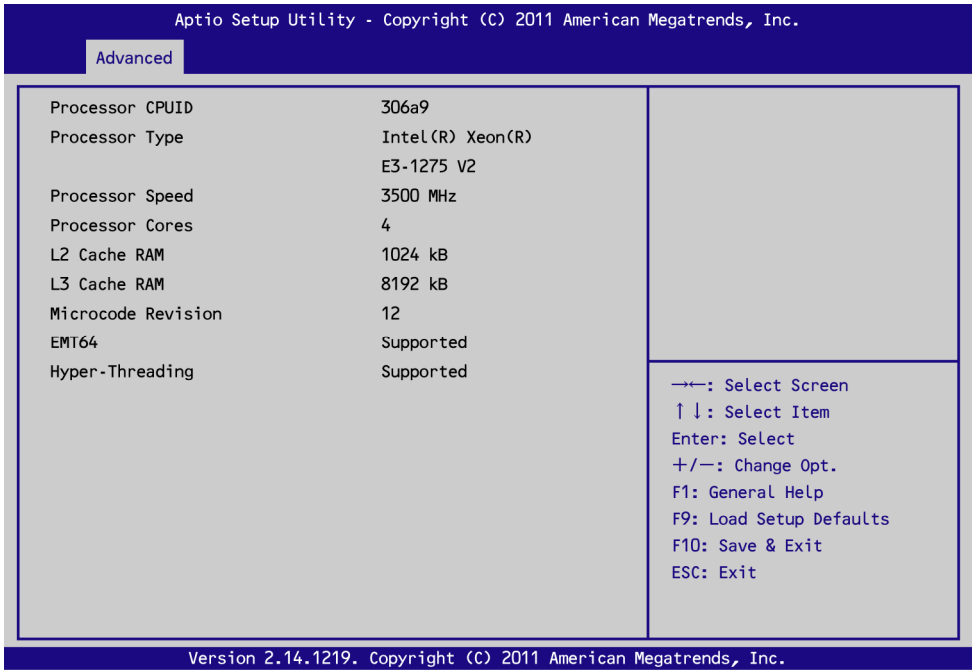 Aptio Setup Utility - Copyright (C) 2011 American Megatrends, Inc.
Advanced
Processor CPUID 306a9
Processor Type Intel(R) Xeon(R)
E3-1275 V2
Processor Speed 3500 MHz
Processor Cores 4
L2 Cache RAM 1024 kB
L3 Cache RAM 8192 kB
Microcode Revision 12
EMT64 Supported
Hyper-Threading Supported
→←: Select Screen
↑↓: Select Item
Enter: Select
+/−: Change Opt.
F1: General Help
F9: Load Setup Defaults
F10: Save & Exit
ESC: Exit
Version 2.14.1219. Copyright (C) 2011 American Megatrends, Inc.